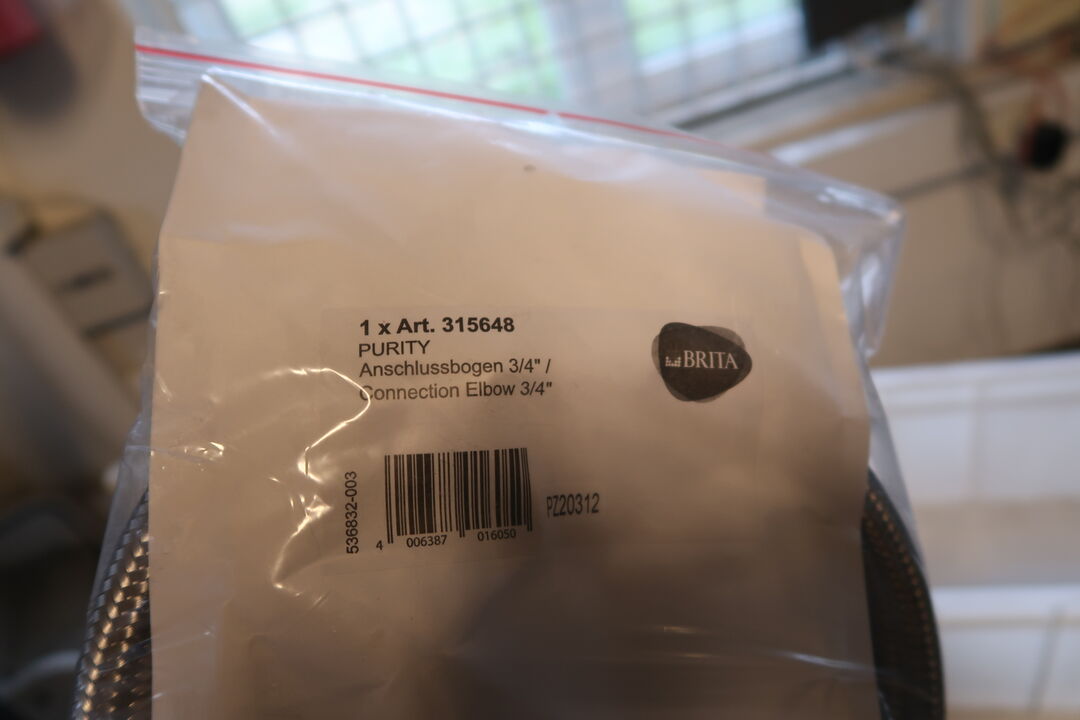 1 x Art. 315648
PURITY
Anschlussbogen 3/4" /
Connection Elbow 3/4"
BRITA
536832-003
4 006387 016050
PZ20312